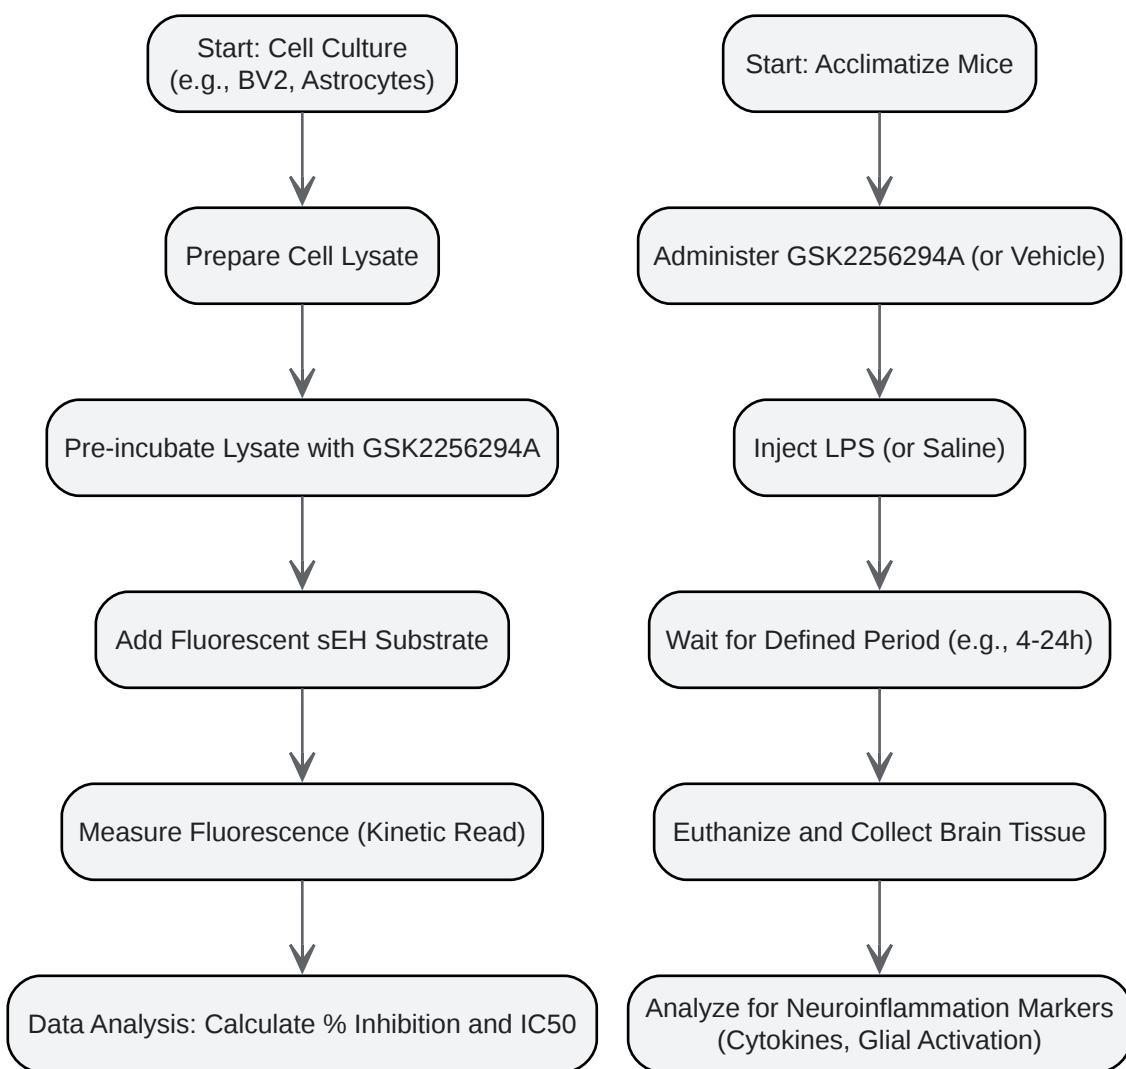 Start: Cell Culture
(e.g., BV2, Astrocytes)
Prepare Cell Lysate
Pre-incubate Lysate with GSK2256294A
Add Fluorescent sEH Substrate
Measure Fluorescence (Kinetic Read)
Data Analysis: Calculate % Inhibition and IC50
Start: Acclimatize Mice
Administer GSK2256294A (or Vehicle)
Inject LPS (or Saline)
Wait for Defined Period (e.g., 4-24h)
Euthanize and Collect Brain Tissue
Analyze for Neuroinflammation Markers
(Cytokines, Glial Activation)